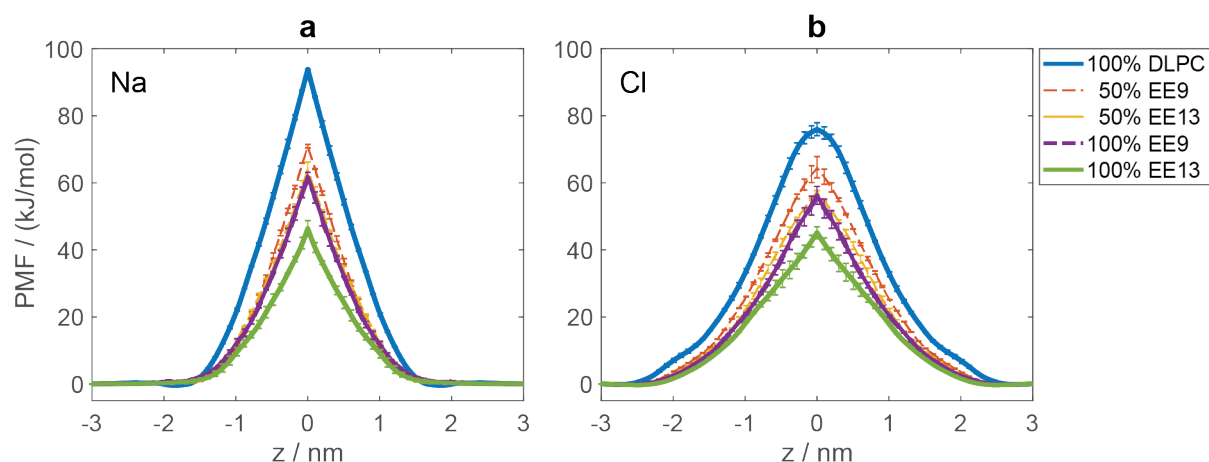 a
b
Na
Cl
100% DLPC
50% EE9
50% EE13
100% EE9
100% EE13
PMF / (kJ/mol)
100
80
60
40
20
0
-3 -2 -1 0 1 2 3
z / nm
100
80
60
40
20
0
-3 -2 -1 0 1 2 3
z / nm